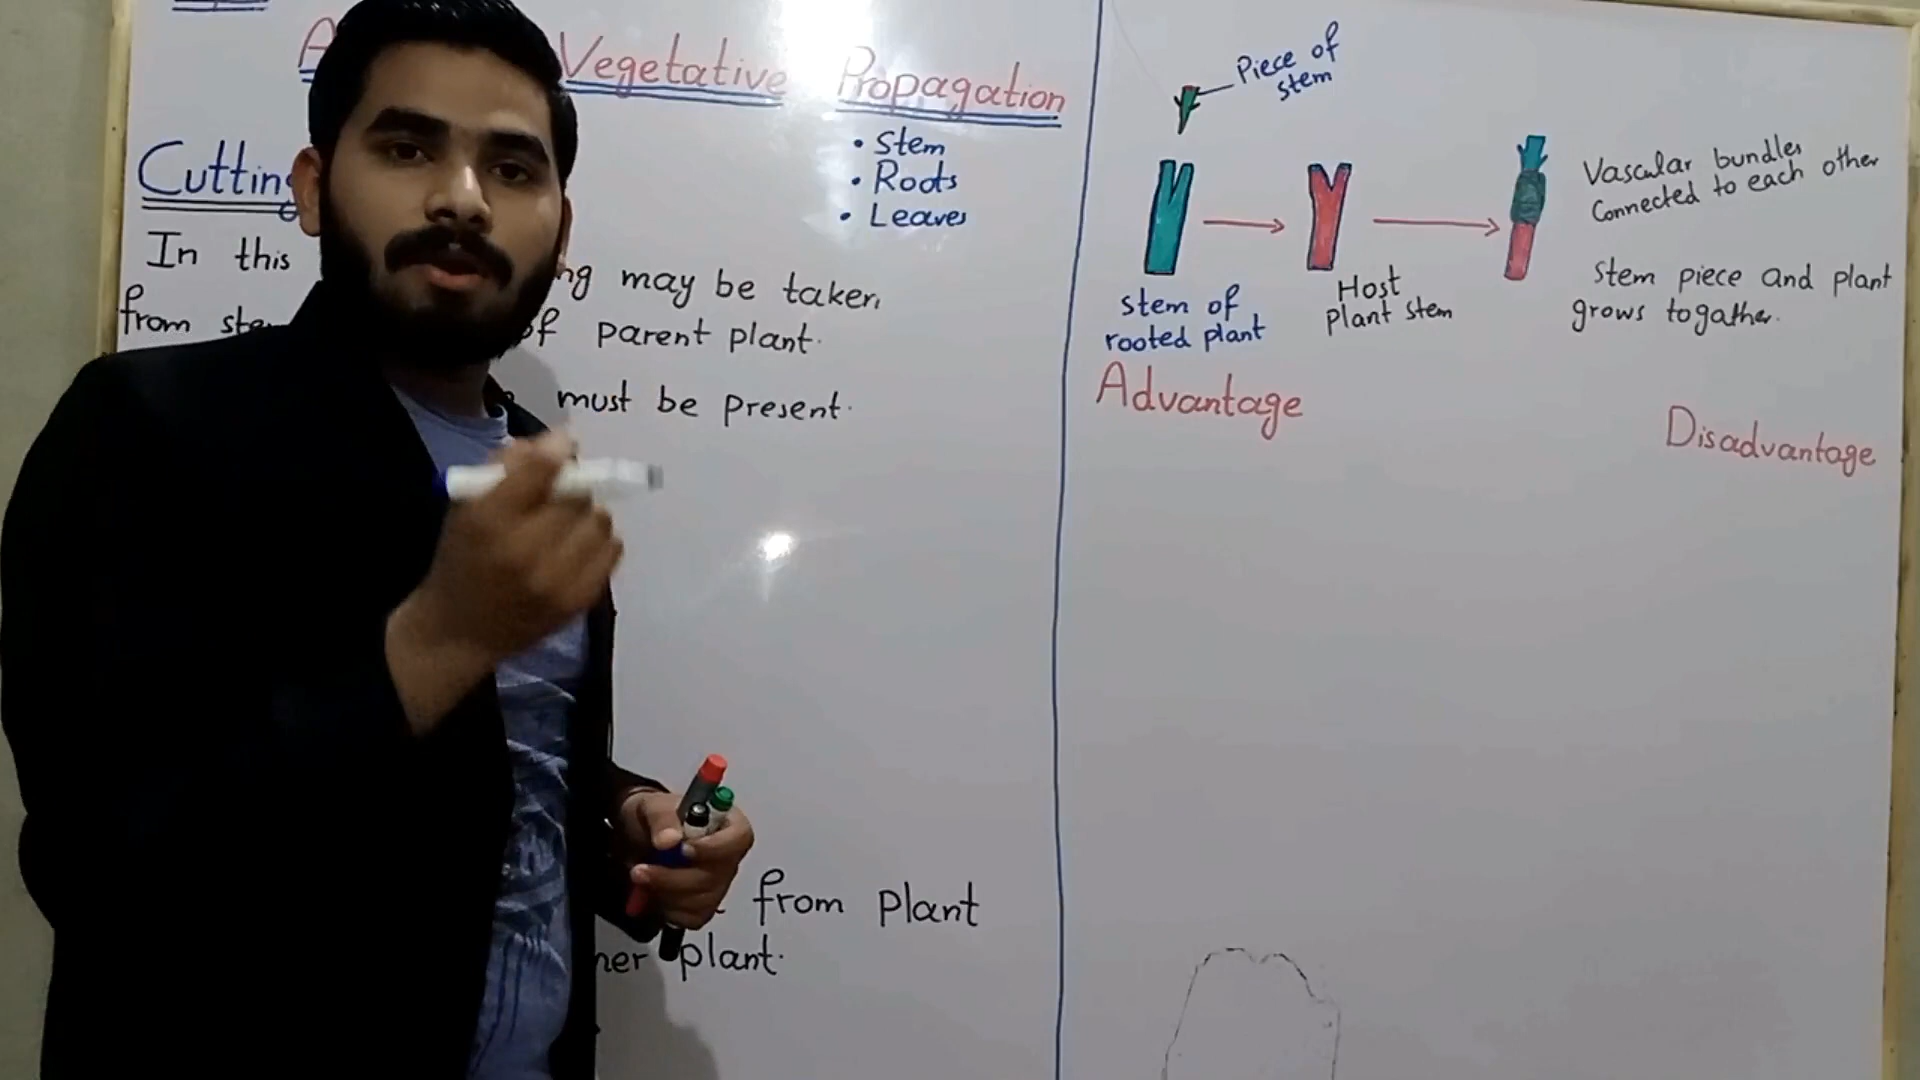 Vegetative Propagation
• Stem
• Roots
• Leaves
Cutting
In this may be taken
from of parent plant.
must be present.
from plant
plant.
Piece of
stem
stem of
rooted plant
Host
plant stem
Vascular bundles
Connected to each other
Stem piece and plant
grows togather.
Advantage
Disadvantage